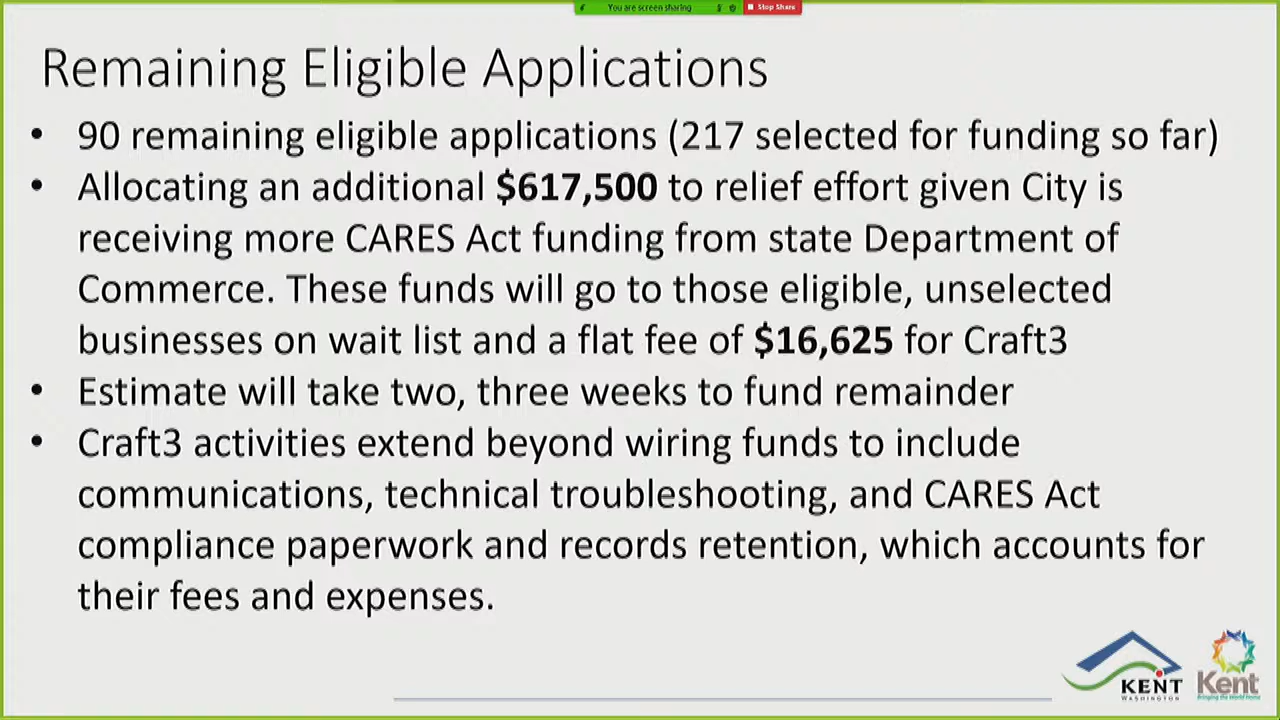 You are screen sharing
Stop Share
Remaining Eligible Applications
• 90 remaining eligible applications (217 selected for funding so far)
• Allocating an additional $617,500 to relief effort given City is
receiving more CARES Act funding from state Department of
Commerce. These funds will go to those eligible, unselected
businesses on wait list and a flat fee of $16,625 for Craft3
• Estimate will take two, three weeks to fund remainder
• Craft3 activities extend beyond wiring funds to include
communications, technical troubleshooting, and CARES Act
compliance paperwork and records retention, which accounts for
their fees and expenses.
KENT
WASHINGTON
Kent
Bringing the World Home